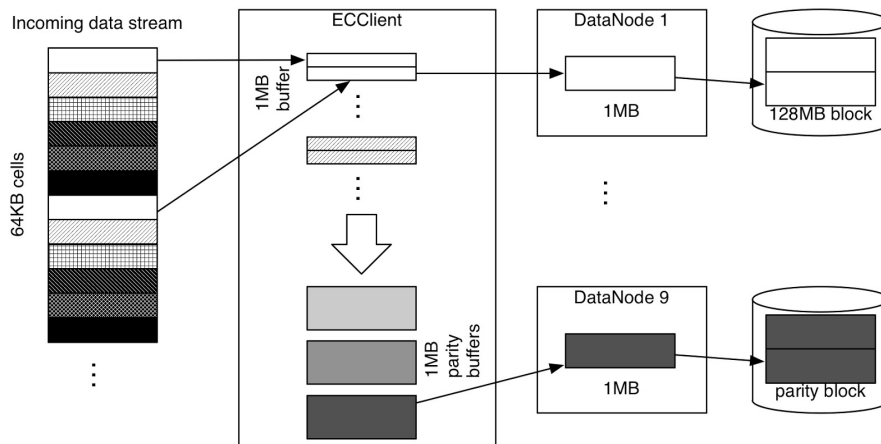 Incoming data stream
64KB cells
⋮
ECClient
1MB
buffer
⋮
⋮
1MB
parity
buffers
DataNode 1
1MB
128MB block
⋮
DataNode 9
1MB
parity block